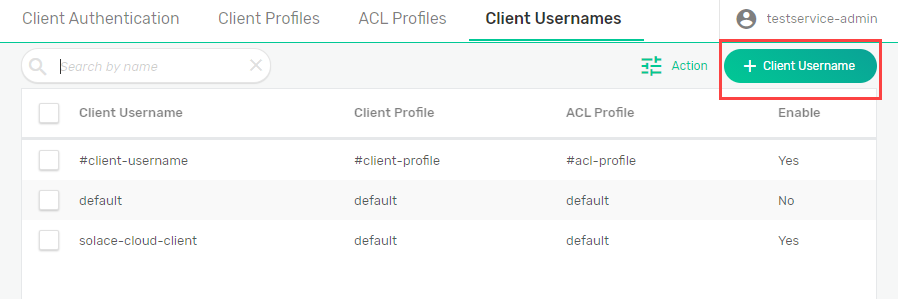 Client Authentication Client Profiles ACL Profiles Client Usernames testservice-admin
Search by name Action + Client Username
Client Username Client Profile ACL Profile Enable
#client-username #client-profile #acl-profile Yes
default default default No
solace-cloud-client default default Yes